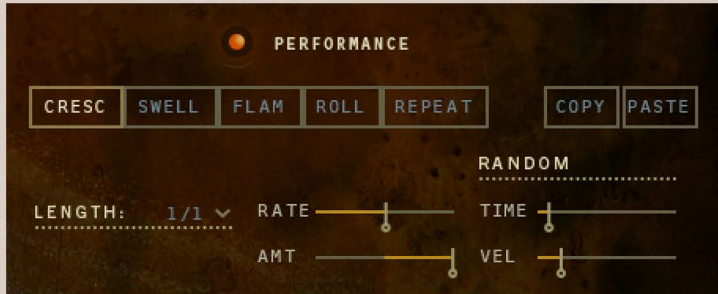 PERFORMANCE
CRESC SWELL FLAM ROLL REPEAT COPY PASTE
RANDOM
LENGTH: 1/1 RATE TIME
AMT VEL